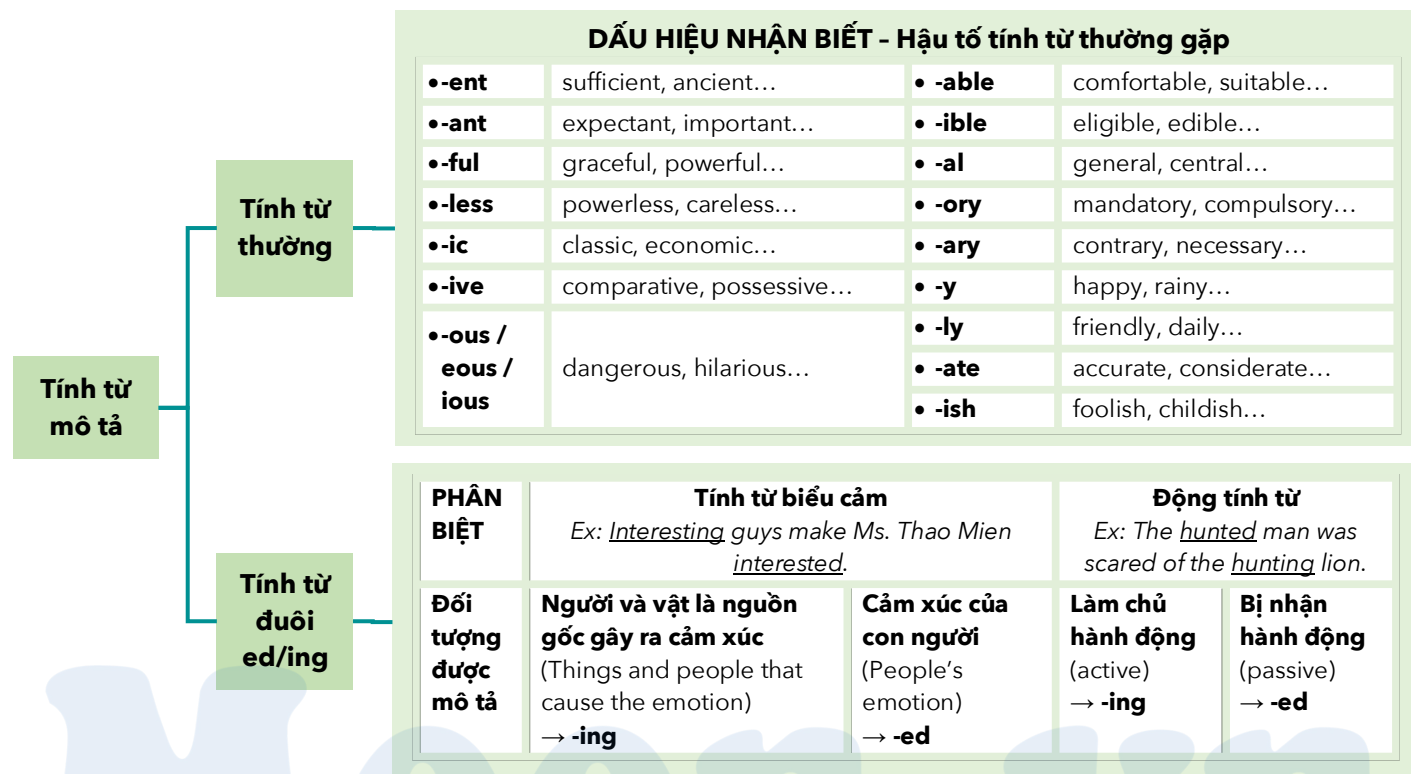 DẤU HIỆU NHẬN BIẾT – Hậu tố tính từ thường gặp
•-ent sufficient, ancient… • -able comfortable, suitable…
•-ant expectant, important… • -ible eligible, edible…
•-ful graceful, powerful… • -al general, central…
•-less powerless, careless… • -ory mandatory, compulsory…
•-ic classic, economic… • -ary contrary, necessary…
•-ive comparative, possessive… • -y happy, rainy…
•-ous /
eous /
ious
dangerous, hilarious…
• -ly friendly, daily…
• -ate accurate, considerate…
• -ish foolish, childish…
Tính từ
thường
Tính từ
mô tả
Tính từ
đuôi
ed/ing
PHÂN
BIỆT
Tính từ biểu cảm
Ex: Interesting guys make Ms. Thao Mien
interested.
Động tính từ
Ex: The hunted man was
scared of the hunting lion.
Đối
tượng
được
mô tả
Người và vật là nguồn
gốc gây ra cảm xúc
(Things and people that
cause the emotion)
→ -ing
Cảm xúc của
con người
(People's
emotion)
→ -ed
Làm chủ
hành động
(active)
→ -ing
Bị nhận
hành động
(passive)
→ -ed